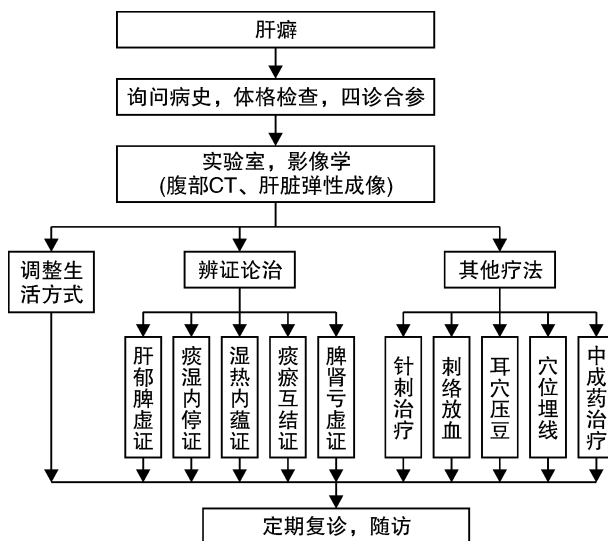 肝癖
询问病史，体格检查，四诊合参
实验室，影像学
(腹部CT、肝脏弹性成像)
调整生
活方式
辨证论治
其他疗法
肝郁脾虚证
痰湿内停证
湿热内蕴证
痰瘀互结证
脾肾亏虚证
针刺治疗
刺络放血
耳穴压豆
穴位埋线
中成药治疗
定期复诊，随访